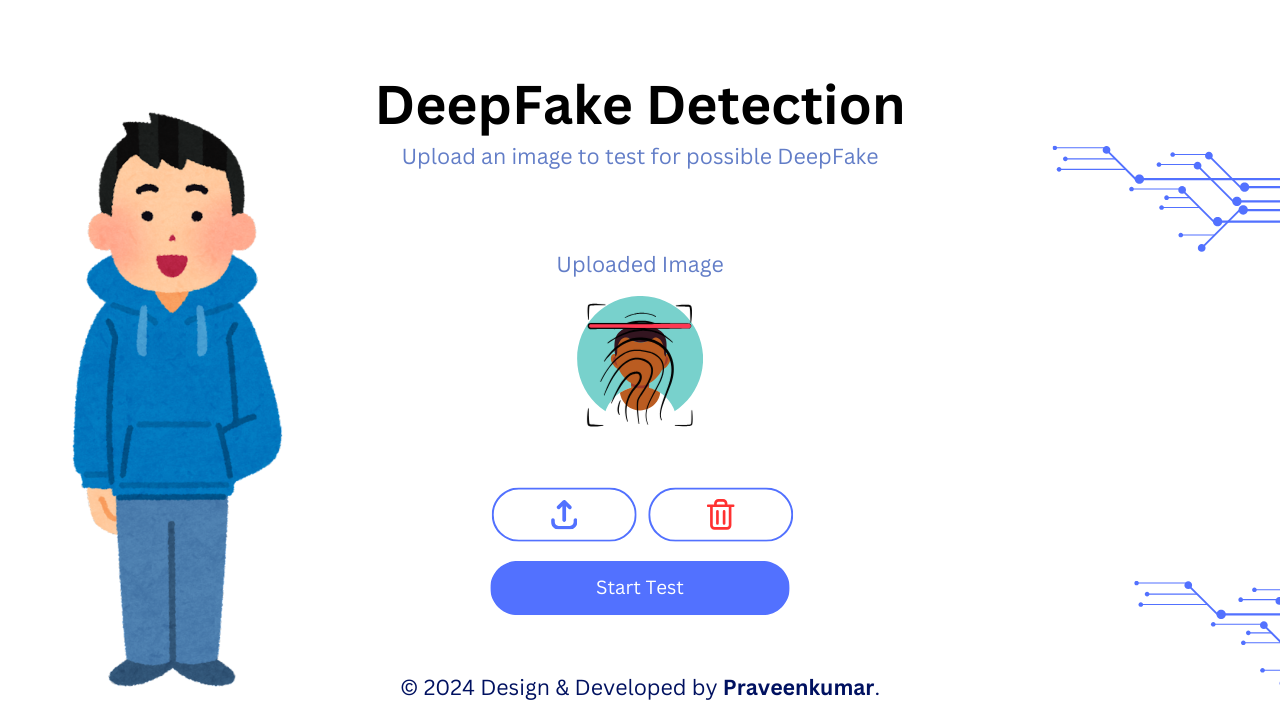 DeepFake Detection
Upload an image to test for possible DeepFake
Uploaded Image
Start Test
© 2024 Design & Developed by Praveenkumar.